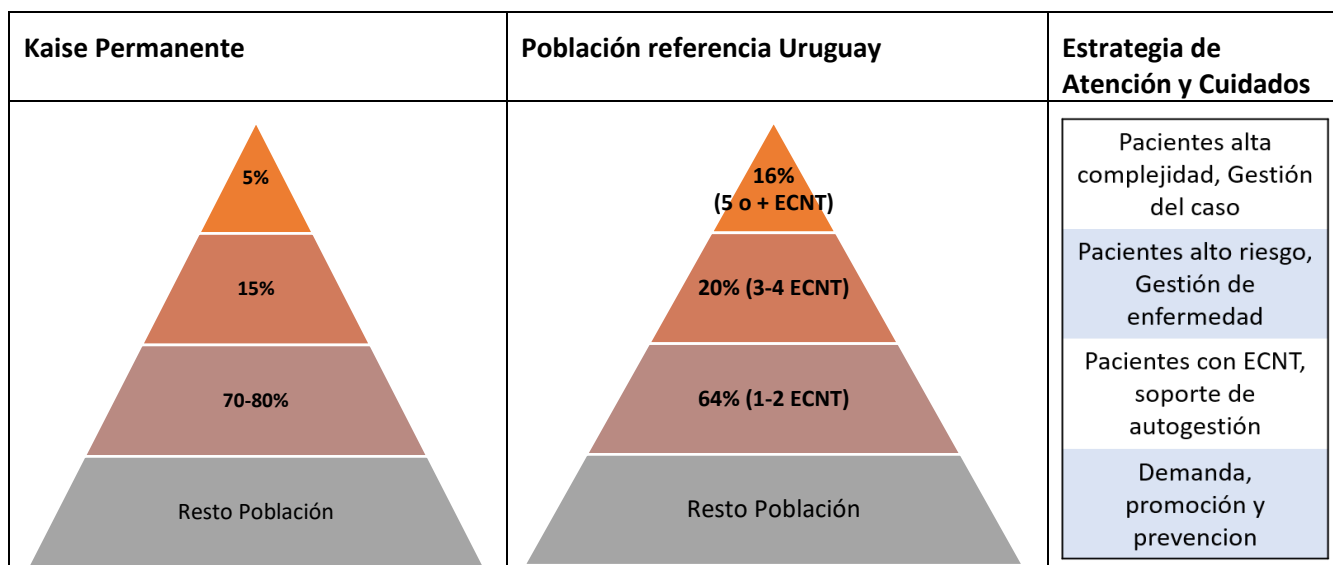 Kaise Permanente
Población referencia Uruguay
Estrategia de
Atención y Cuidados
5%
15%
70-80%
Resto Población
16%
(5 o + ECNT)
20% (3-4 ECNT)
64% (1-2 ECNT)
Resto Población
Pacientes alta
complejidad, Gestión
del caso
Pacientes alto riesgo,
Gestión de
enfermedad
Pacientes con ECNT,
soporte de
autogestión
Demanda,
promoción y
prevencion